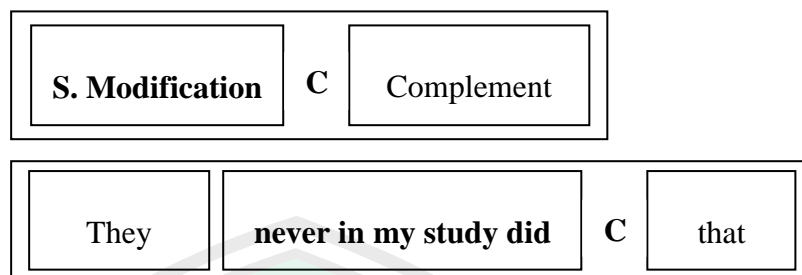 S. Modification C Complement
They never in my study did C that